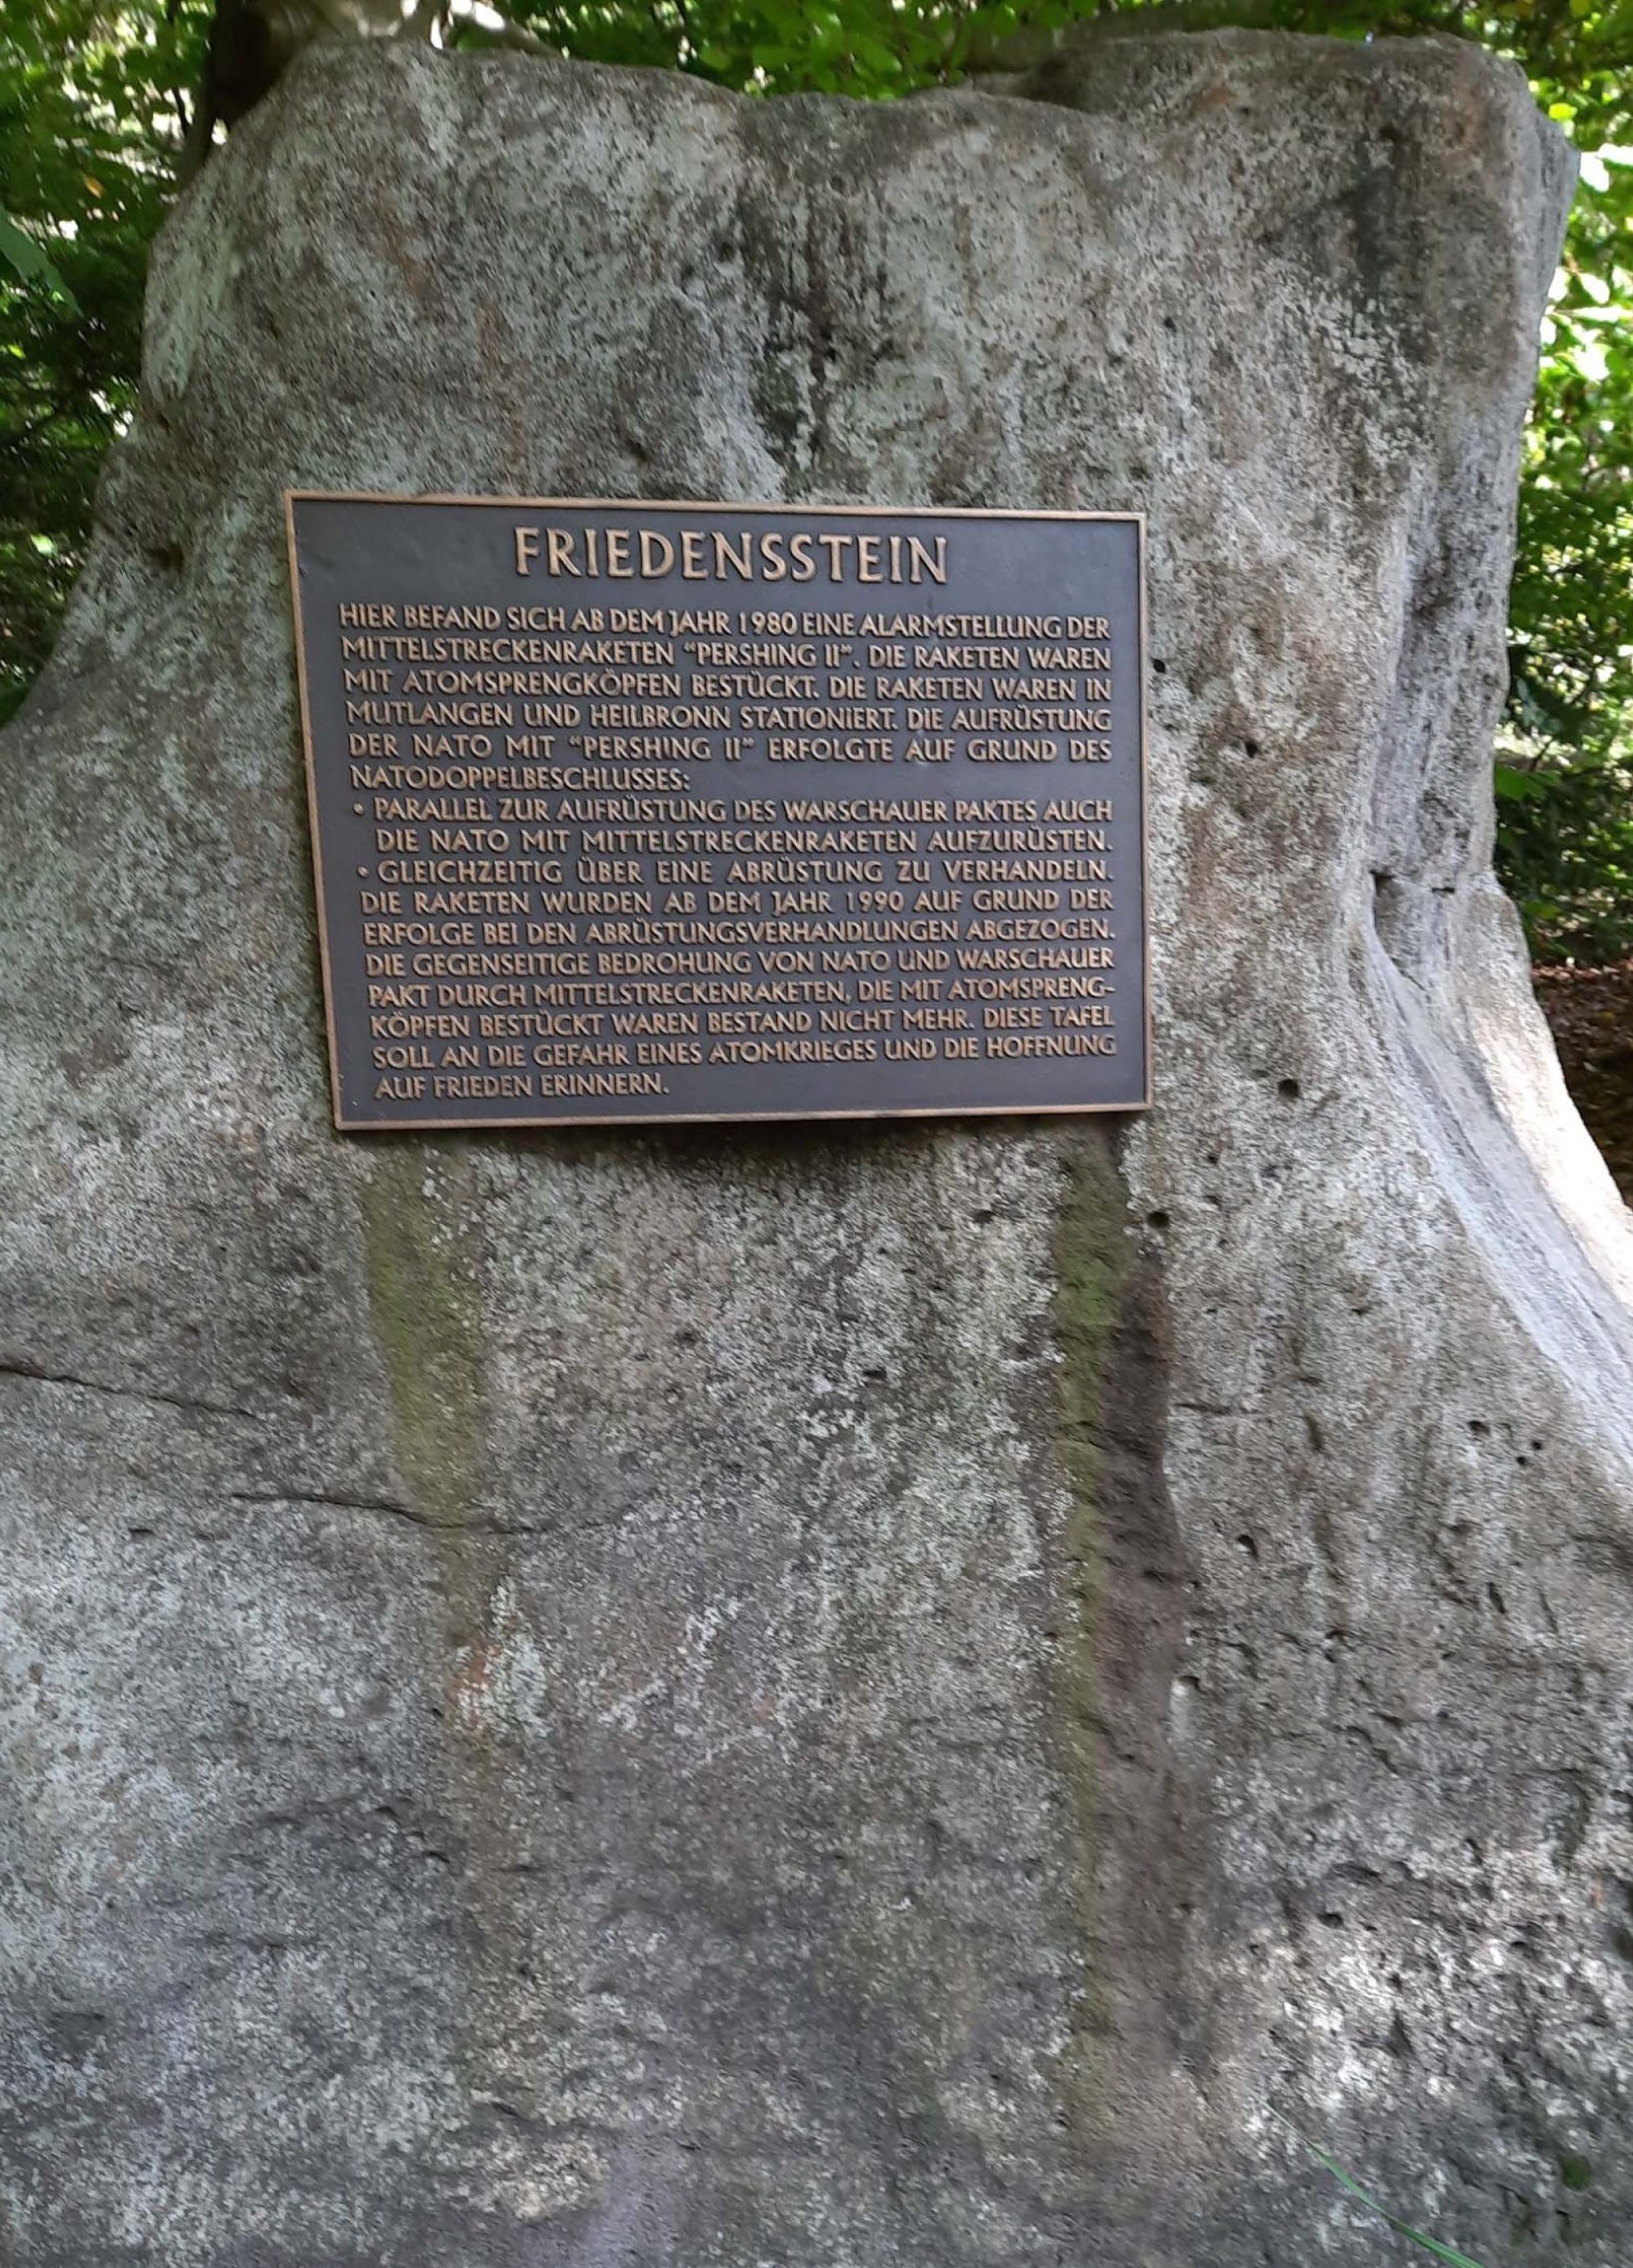 FRIEDENSSTEIN
HIER BEFAND SICH AB DEM JAHR 1980 EINE ALARMSTELLUNG DER
MITTELSTRECKENRAKETEN “PERSHING II”. DIE RAKETEN WAREN
MIT ATOMSPRENGKÖPFEN BESTÜCKT. DIE RAKETEN WAREN IN
MUTLANGEN UND HEILBRONN STATIONIERT. DIE AUFRÜSTUNG
DER NATO MIT “PERSHING II” ERFOLGTE AUF GRUND DES
NATODOPPELBESCHLUSSES:
• PARALLEL ZUR AUFRÜSTUNG DES WARSCHAUER PAKTES AUCH
DIE NATO MIT MITTELSTRECKENRAKETEN AUFZURÜSTEN.
• GLEICHZEITIG ÜBER EINE ABRÜSTUNG ZU VERHANDELN.
DIE RAKETEN WURDEN AB DEM JAHR 1990 AUF GRUND DER
ERFOLGE BEI DEN ABRÜSTUNGSVERHANDLUNGEN ABGEZOGEN.
DIE GEGENSEITIGE BEDROHUNG VON NATO UND WARSCHAUER
PAKT DURCH MITTELSTRECKENRAKETEN, DIE MIT ATOMSPRENG-
KÖPFEN BESTÜCKT WAREN BESTAND NICHT MEHR. DIESE TAFEL
SOLL AN DIE GEFAHR EINES ATOMKRIEGES UND DIE HOFFNUNG
AUF FRIEDEN ERINNERN.